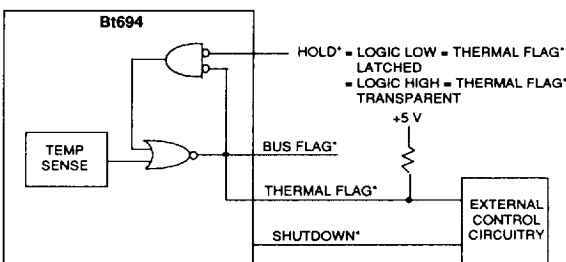 Bt694
HOLD* = LOGIC LOW = THERMAL FLAG*
LATCHED
= LOGIC HIGH = THERMAL FLAG*
TRANSPARENT
+5 V
TEMP
SENSE
BUS FLAG*
THERMAL FLAG*
EXTERNAL
CONTROL
CIRCUITRY
SHUTDOWN*